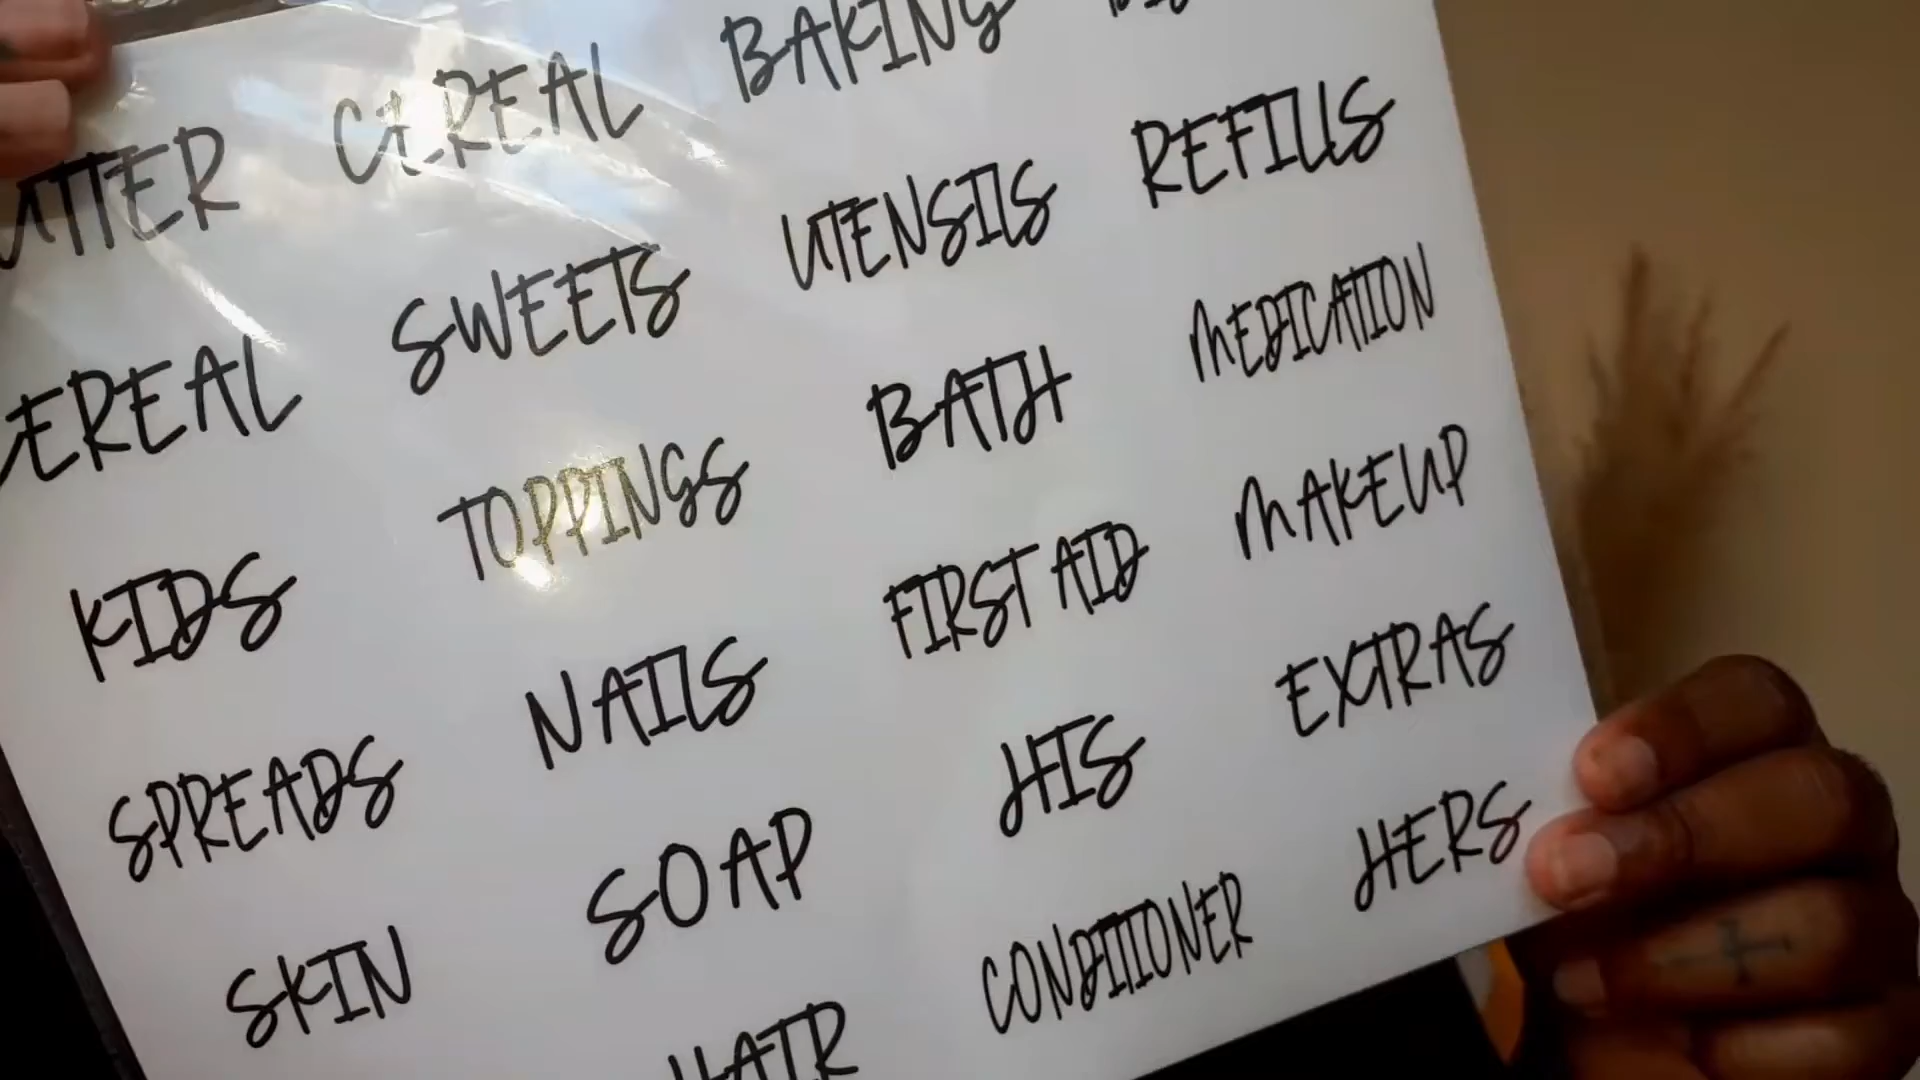 UTTER CEREAL BAKING
EREAL SWEETS UTENSILS REFILLS
KIDS TOPPINGS BATH MEDICATION
SPREADS NAILS FIRST AID MAKEUP
SKIN SOAP HIS EXTRAS
HAIR CONDITIONER HERS